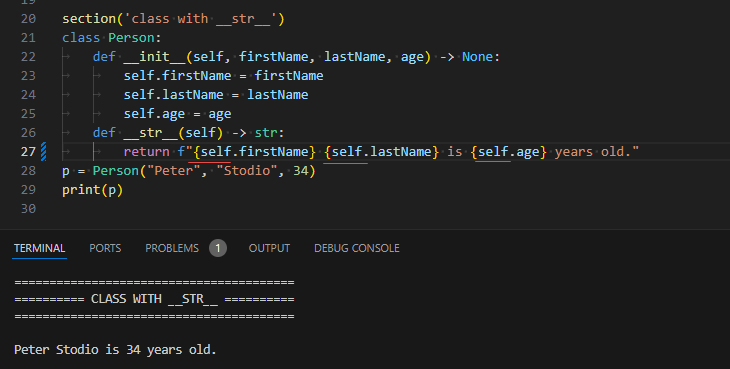 20 section('class with __str__')
21 class Person:
22 def __init__(self, firstName, lastName, age) -> None:
23 self.firstName = firstName
24 self.lastName = lastName
25 self.age = age
26 def __str__(self) -> str:
27 return f"{self.firstName} {self.lastName} is {self.age} years old."
28 p = Person("Peter", "Stodio", 34)
29 print(p)
30
TERMINAL PORTS PROBLEMS 1 OUTPUT DEBUG CONSOLE
========================================
========== CLASS WITH __STR__ ==========
========================================
Peter Stodio is 34 years old.